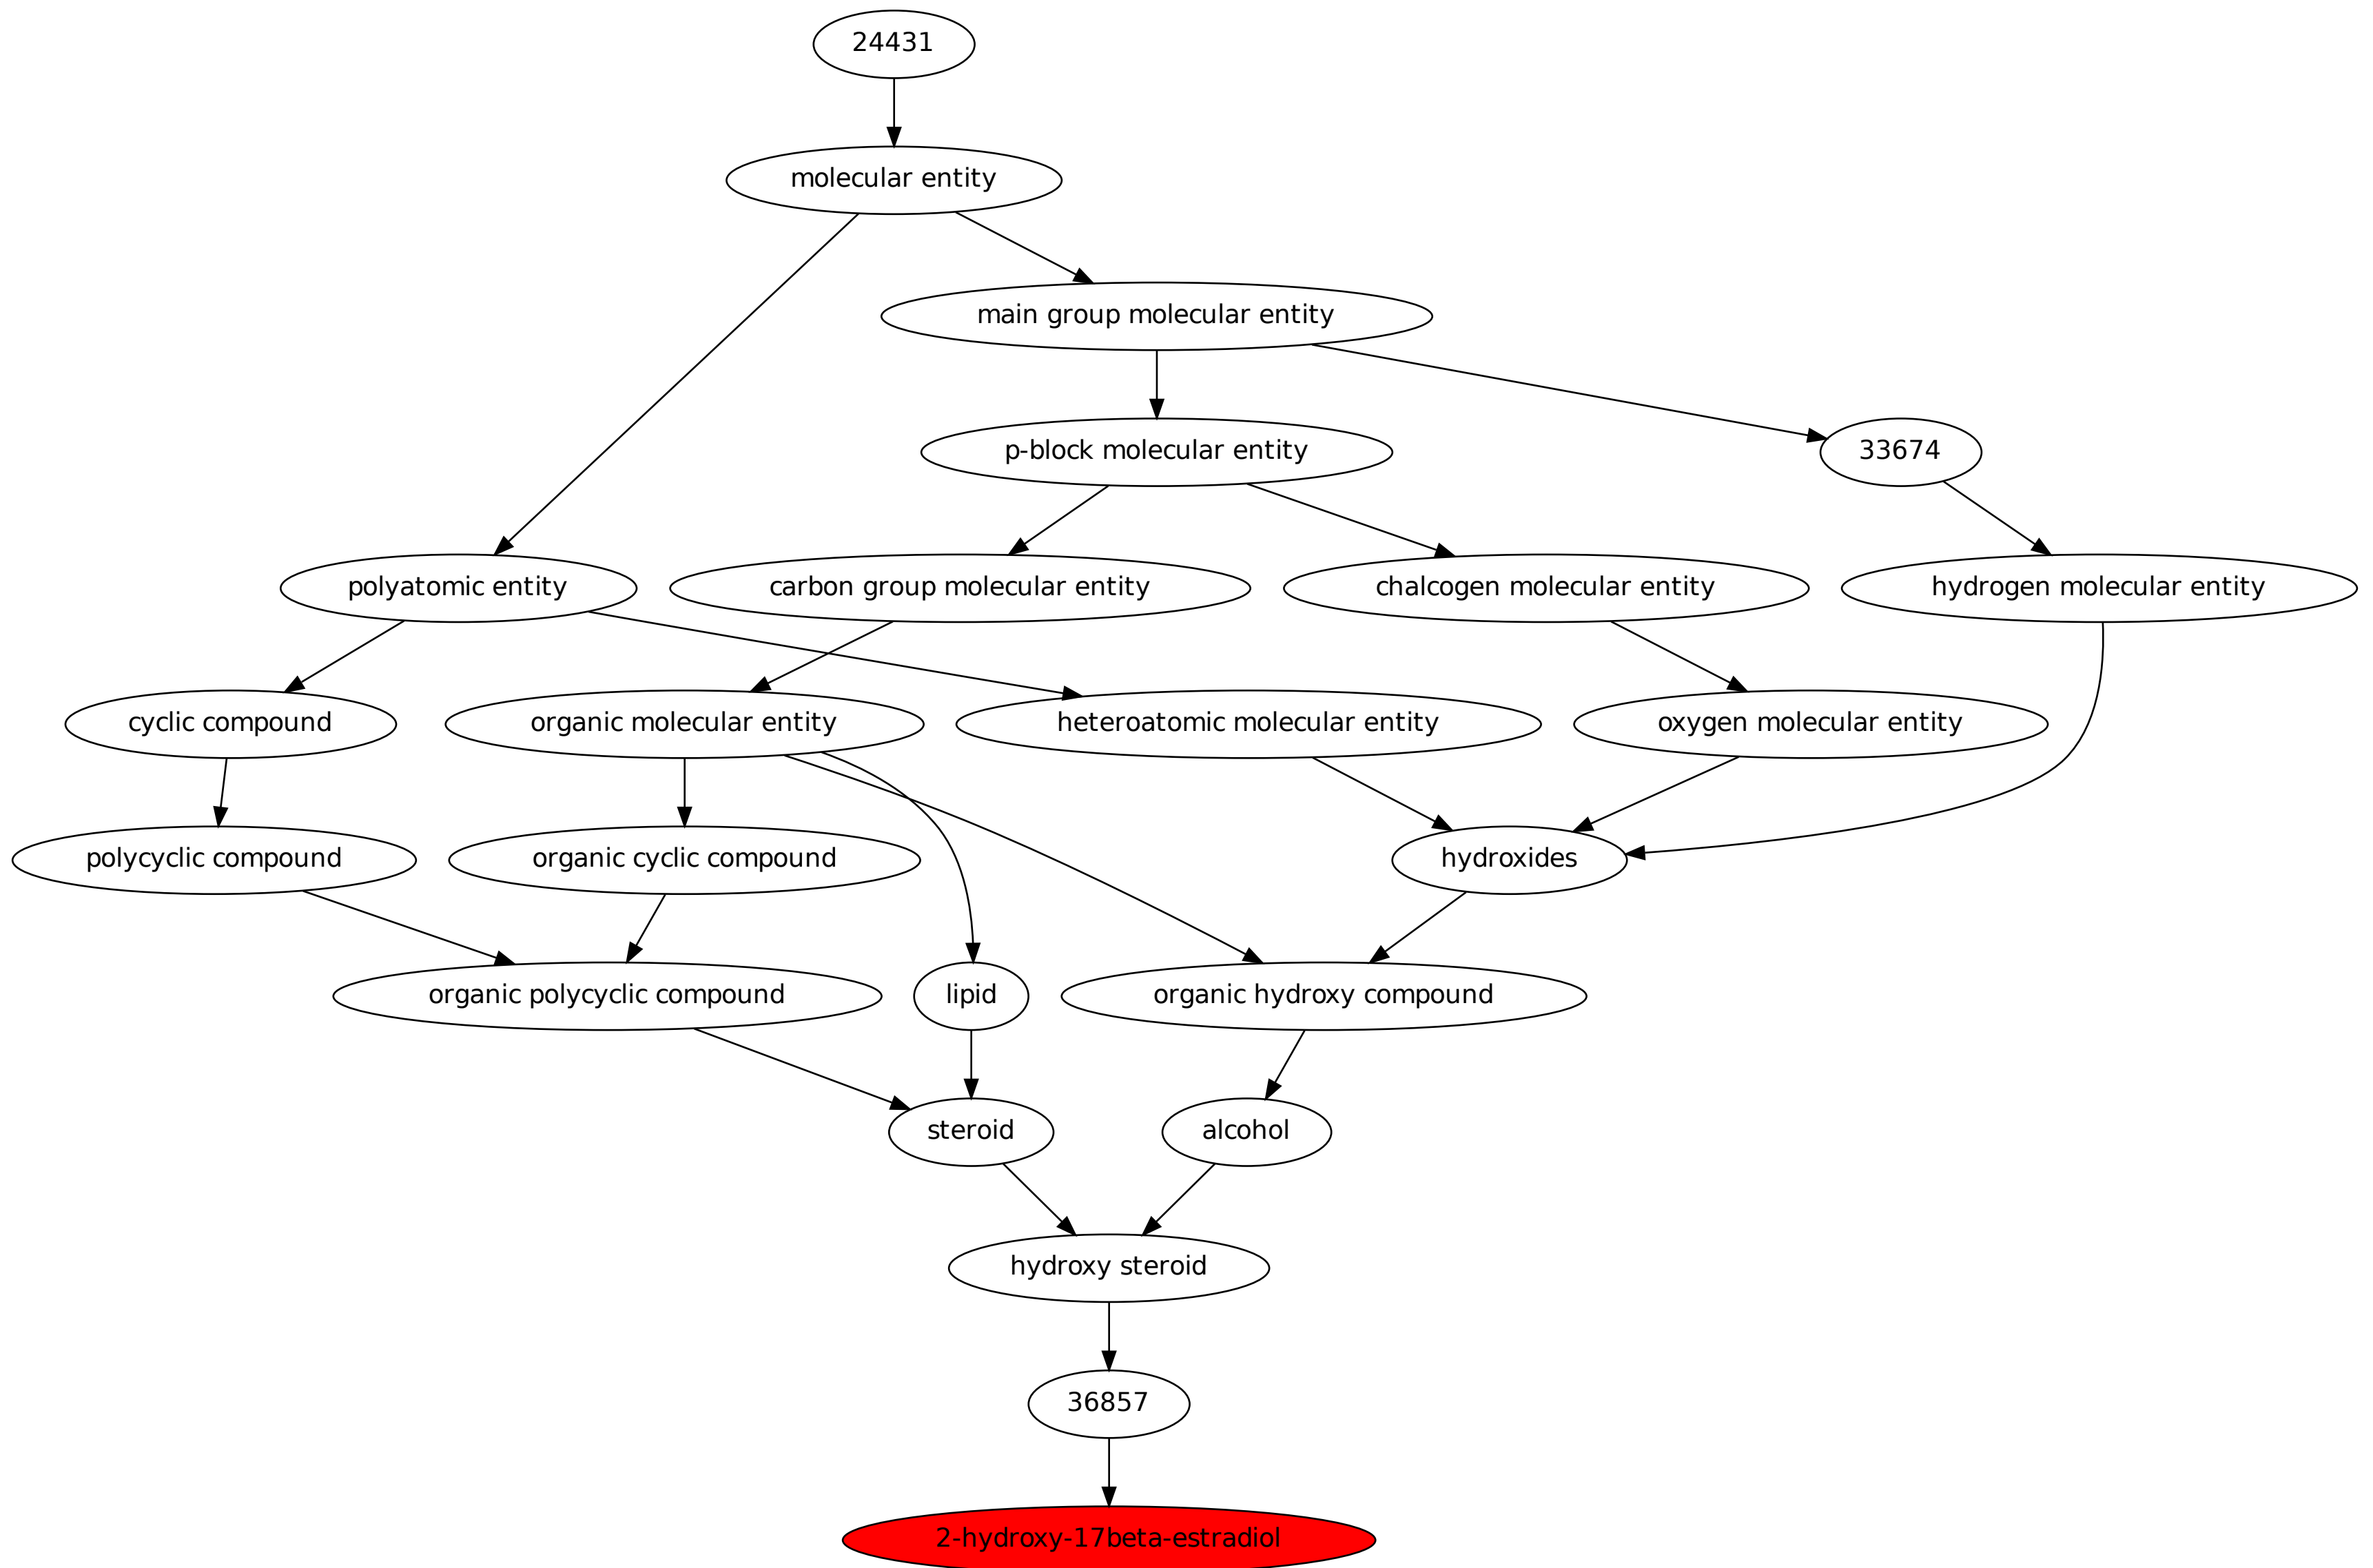 24431
molecular entity
main group molecular entity
p-block molecular entity
33674
polyatomic entity
carbon group molecular entity
chalcogen molecular entity
hydrogen molecular entity
cyclic compound
organic molecular entity
heteroatomic molecular entity
oxygen molecular entity
polycyclic compound
organic cyclic compound
hydroxides
organic polycyclic compound
lipid
organic hydroxy compound
steroid
alcohol
hydroxy steroid
36857
2-hydroxy-17beta-estradiol